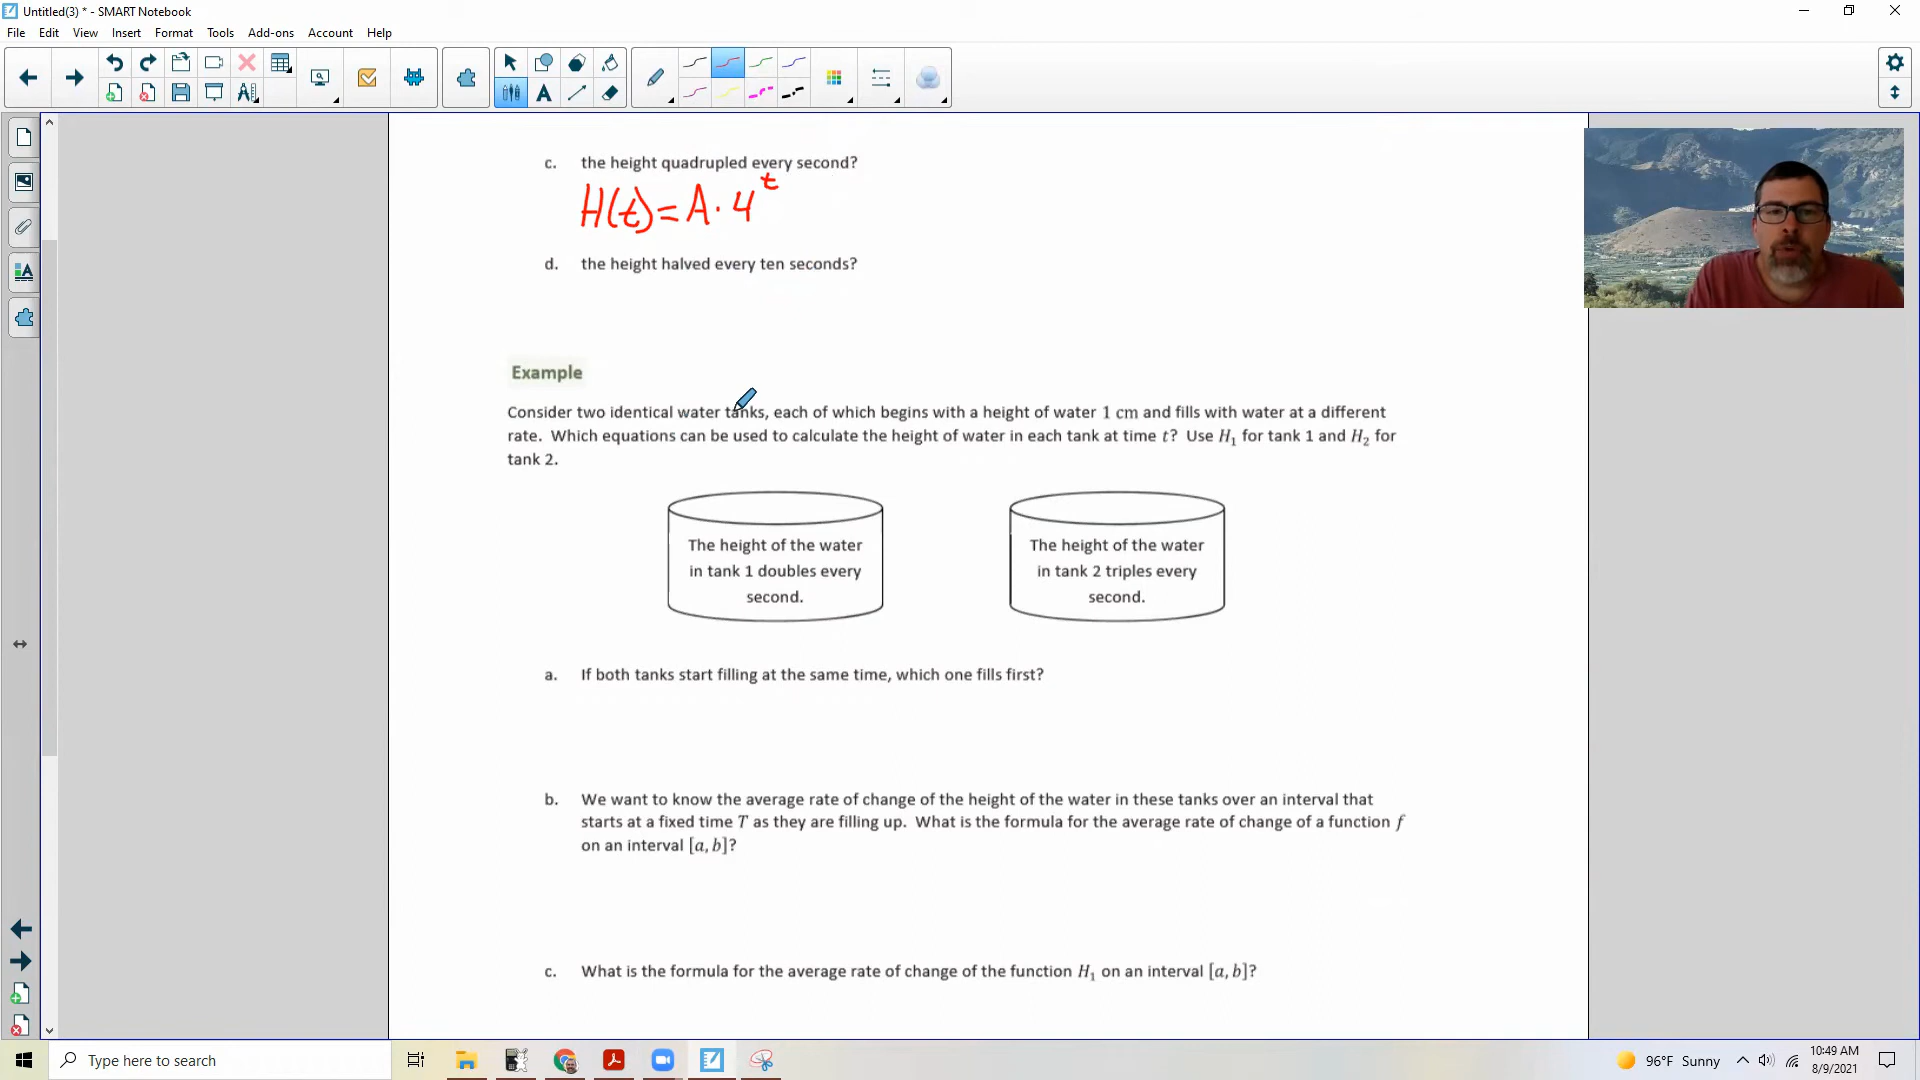 Untitled(3) * - SMART Notebook
File Edit View Insert Format Tools Add-ons Account Help
c. the height quadrupled every second?
H(t) = A · 4^t
d. the height halved every ten seconds?
Example
Consider two identical water tanks, each of which begins with a height of water 1 cm and fills with water at a different
rate. Which equations can be used to calculate the height of water in each tank at time t? Use H₁ for tank 1 and H₂ for
tank 2.
The height of the water
in tank 1 doubles every
second.
The height of the water
in tank 2 triples every
second.
a. If both tanks start filling at the same time, which one fills first?
b. We want to know the average rate of change of the height of the water in these tanks over an interval that
starts at a fixed time T as they are filling up. What is the formula for the average rate of change of a function f
on an interval [a, b]?
c. What is the formula for the average rate of change of the function H₁ on an interval [a, b]?
Type here to search
96°F Sunny
10:49 AM
8/9/2021